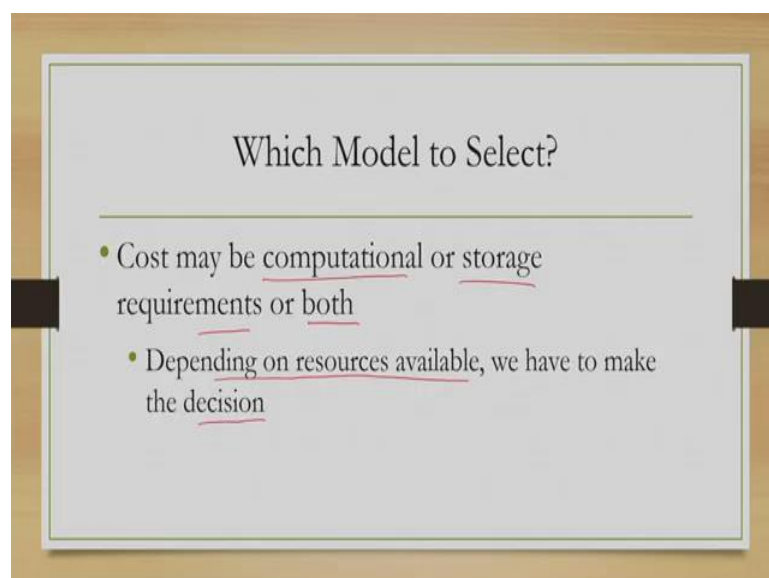 Which Model to Select?
• Cost may be computational or storage
requirements or both
• Depending on resources available, we have to make
the decision